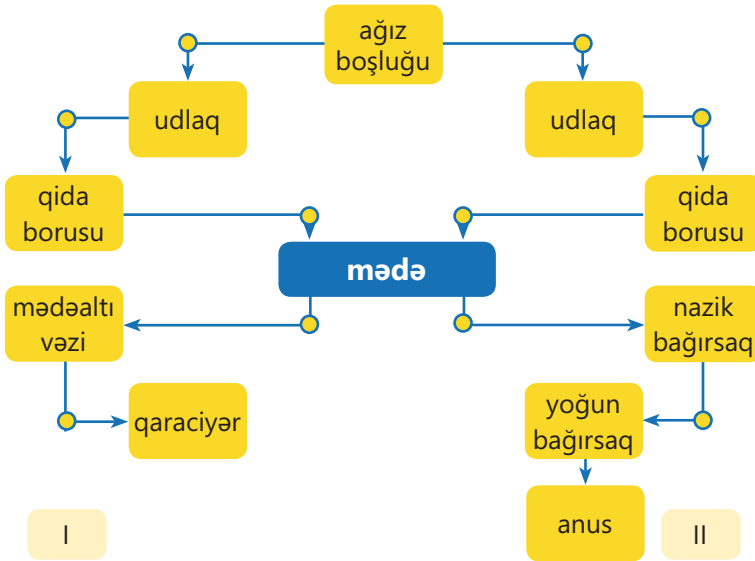 ağız
boşluğu
udlaq
udlaq
qida
borusu
qida
borusu
mədə
mədəaltı
vəzi
nazik
bağırsaq
qaraciyər
yoğun
bağırsaq
anus
I
II